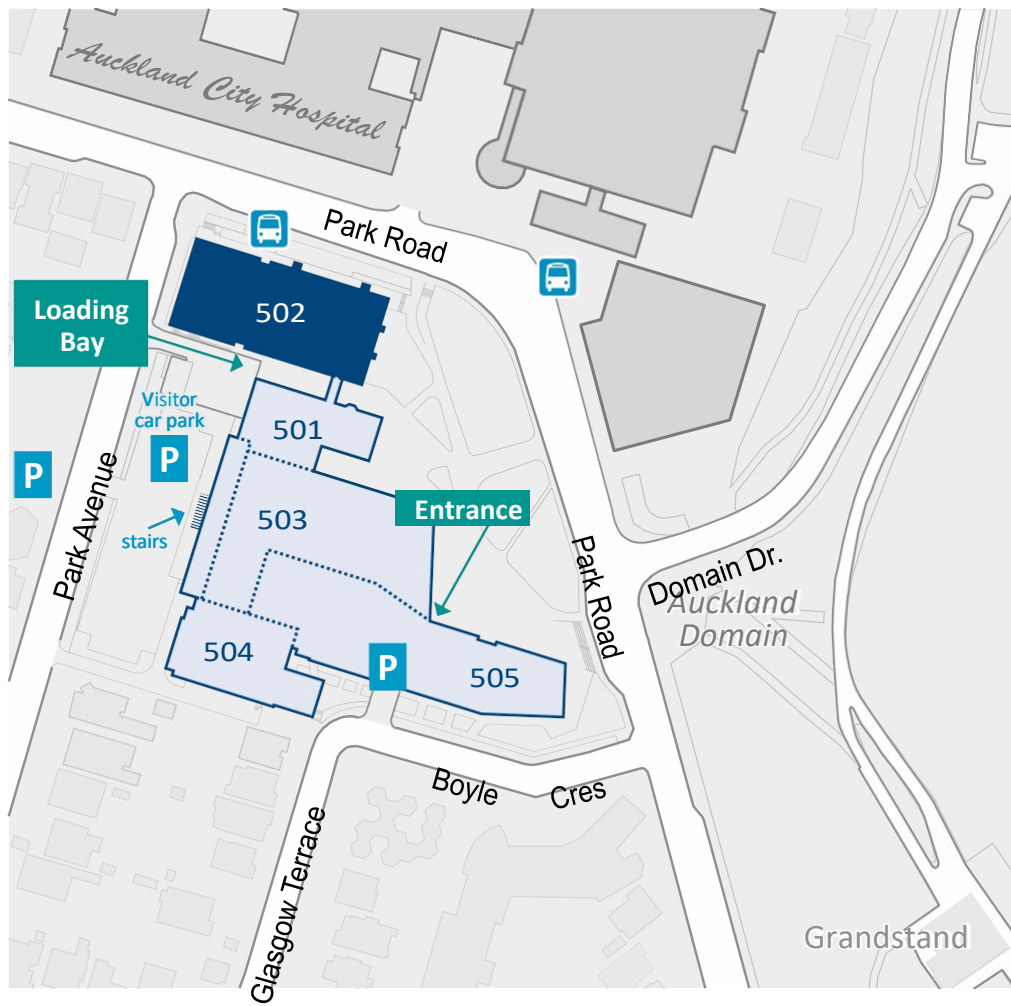 Auckland City Hospital
Park Road
502
Loading
Bay
Visitor
car park
501
P
P
Park Avenue
Entrance
503
stairs
Park Road
Domain Dr.
Auckland
Domain
504
P
505
Boyle Cres
Glasgow Terrace
Grandstand